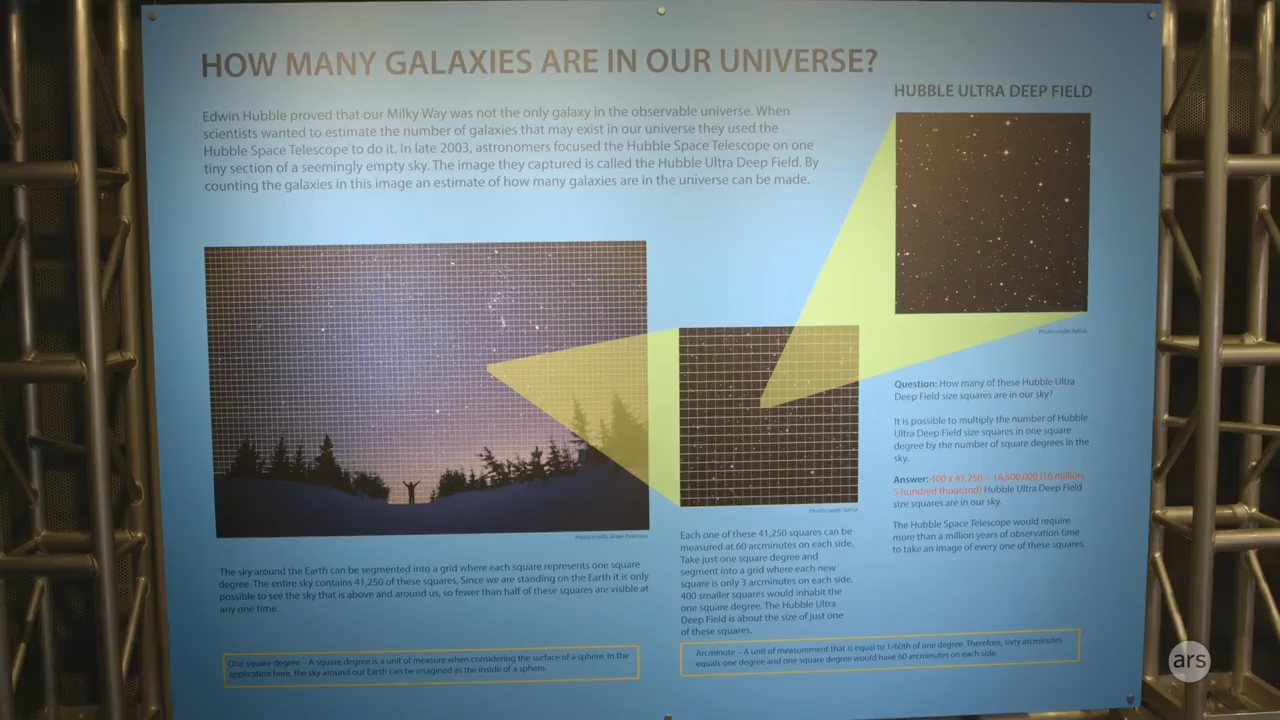 HOW MANY GALAXIES ARE IN OUR UNIVERSE?
Edwin Hubble proved that our Milky Way was not the only galaxy in the observable universe. When
scientists wanted to estimate the number of galaxies that may exist in our universe they used the
Hubble Space Telescope to do it. In late 2003, astronomers focused the Hubble Space Telescope on one
tiny section of a seemingly empty sky. The image they captured is called the Hubble Ultra Deep Field. By
counting the galaxies in this image an estimate of how many galaxies are in the universe can be made.
HUBBLE ULTRA DEEP FIELD
Photo credit: NASA
Photo credit: Brian Peterson
The sky around the Earth can be segmented into a grid where each square represents one square
degree. The entire sky contains 41,250 of these squares. Since we are standing on the Earth it is only
possible to see the sky that is above and around us, so fewer than half of these squares are visible at
any one time.
One square degree – A square degree is a unit of measure when considering the surface of a sphere. In the
application here, the sky around our Earth can be imagined as the inside of a sphere.
Photo credit: NASA
Each one of these 41,250 squares can be
measured at 60 arcminutes on each side.
Take just one square degree and
segment into a grid where each new
square is only 3 arcminutes on each side.
400 smaller squares would inhabit the
one square degree. The Hubble Ultra
Deep Field is about the size of just one
of these squares.
Question: How many of these Hubble Ultra
Deep Field size squares are in our sky?
It is possible to multiply the number of Hubble
Ultra Deep Field size squares in one square
degree by the number of square degrees in the
sky.
Answer: 400 x 41,250 = 16,500,000 (16 million,
5 hundred thousand) Hubble Ultra Deep Field
size squares are in our sky.
The Hubble Space Telescope would require
more than a million years of observation time
to take an image of every one of these squares.
Arcminute – A unit of measurement that is equal to 1/60th of one degree. Therefore, sixty arcminutes
equals one degree and one square degree would have 60 arcminutes on each side.
ars